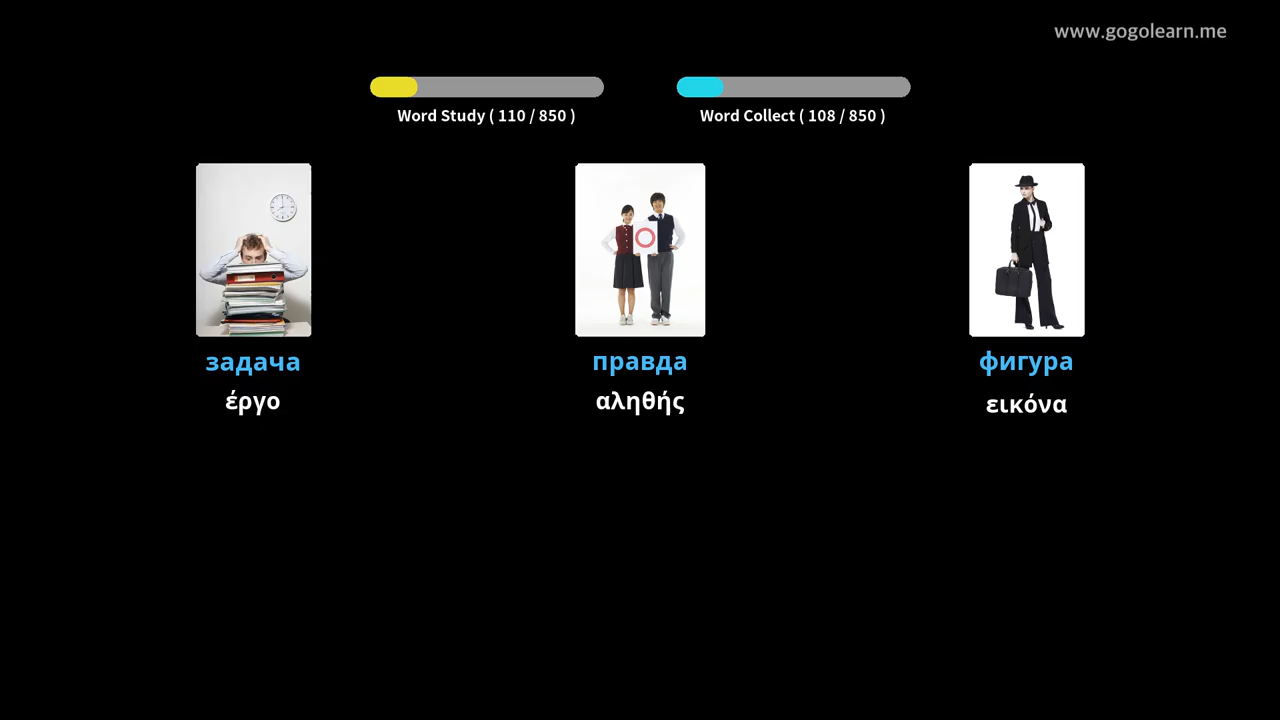 www.gogolearn.me
Word Study ( 110 / 850 )
Word Collect ( 108 / 850 )
задача
правда
фигура
έργο
αληθής
εικόνα